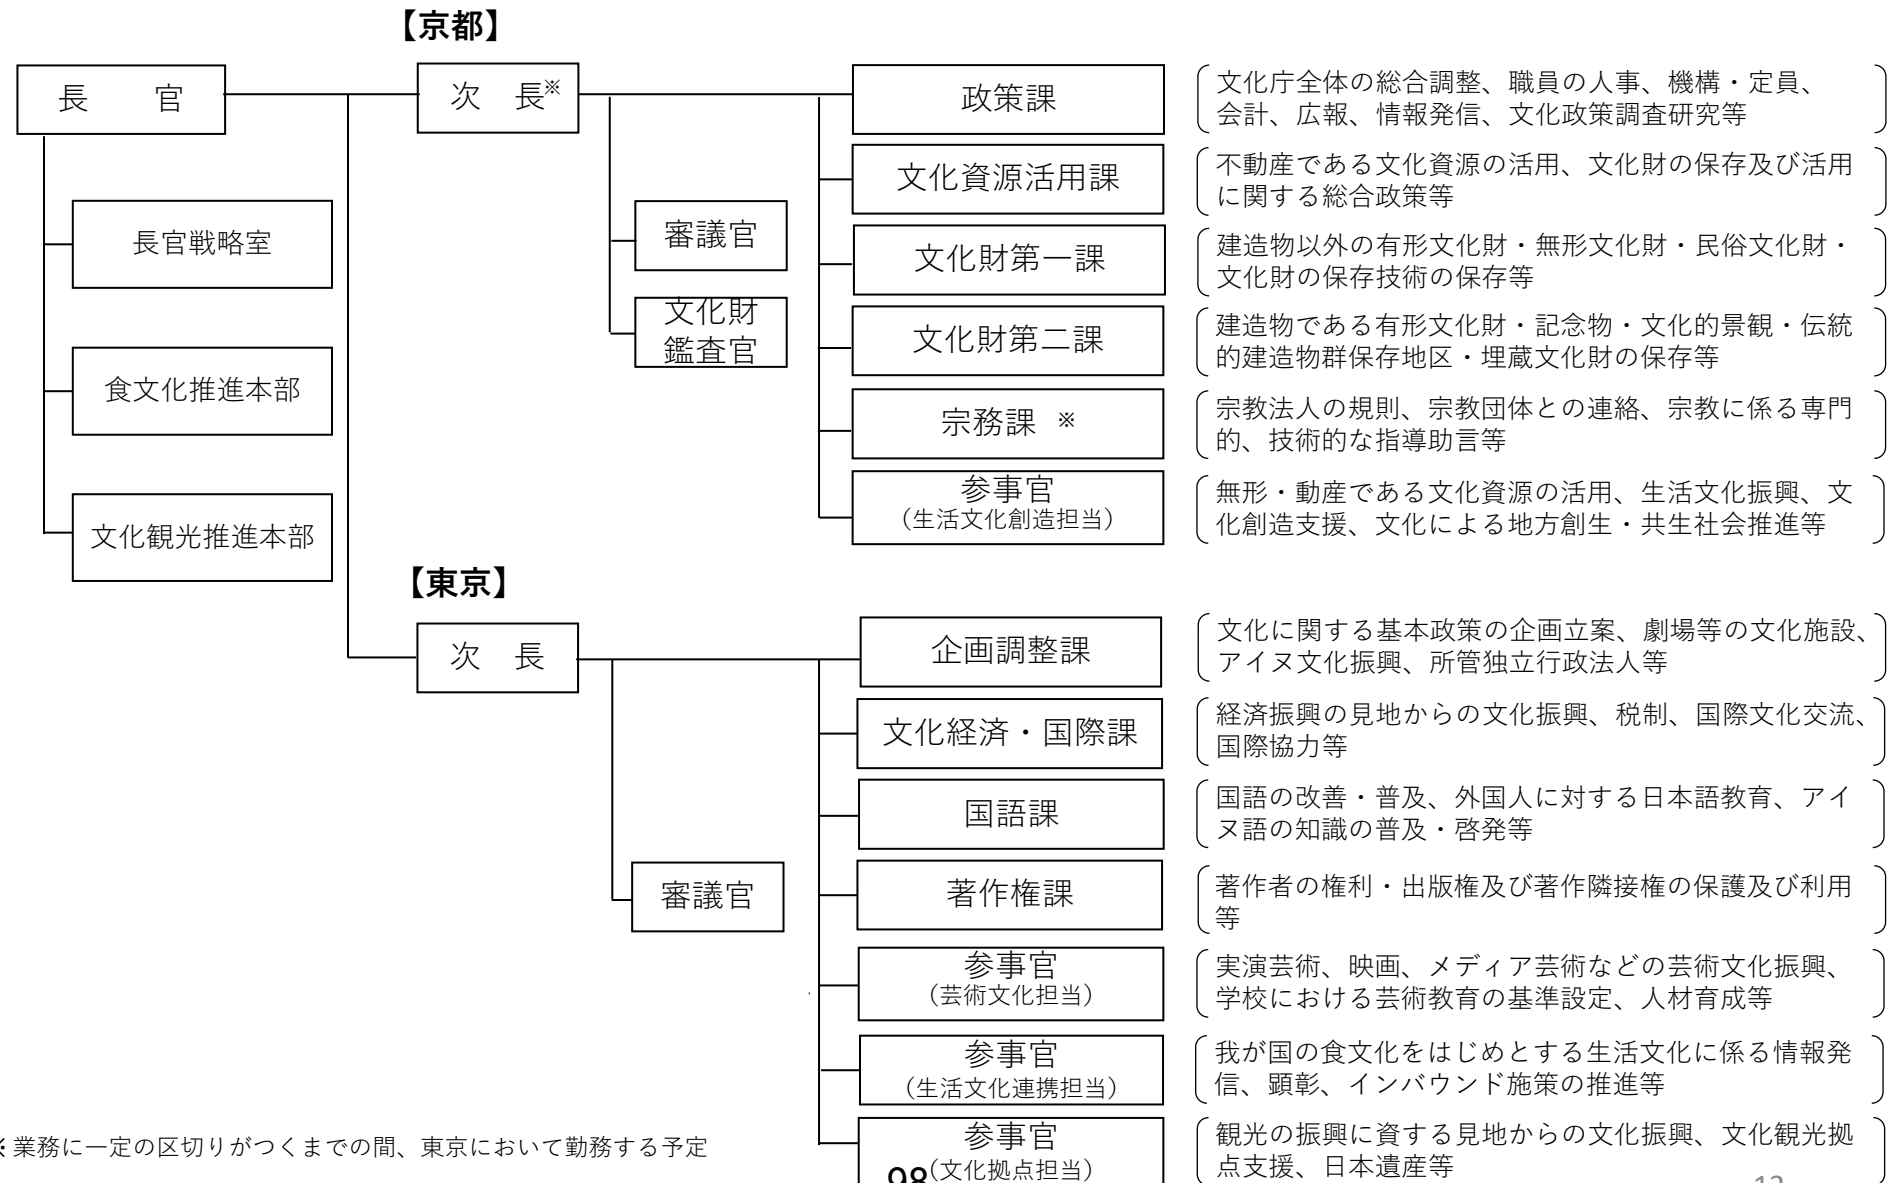 【京都】
長　官
次　長※
政策課
文化庁全体の総合調整、職員の人事、機構・定員、
会計、広報、情報発信、文化政策調査研究等
文化資源活用課
不動産である文化資源の活用、文化財の保存及び活用
に関する総合政策等
長官戦略室
審議官
文化財第一課
建造物以外の有形文化財・無形文化財・民俗文化財・
文化財の保存技術の保存等
文化財
鑑査官
文化財第二課
建造物である有形文化財・記念物・文化的景観・伝統
的建造物群保存地区・埋蔵文化財の保存等
食文化推進本部
宗務課 ※
宗教法人の規則、宗教団体との連絡、宗教に係る専門
的、技術的な指導助言等
文化観光推進本部
参事官
（生活文化創造担当）
無形・動産である文化資源の活用、生活文化振興、文
化創造支援、文化による地方創生・共生社会推進等
【東京】
次　長
企画調整課
文化に関する基本政策の企画立案、劇場等の文化施設、
アイヌ文化振興、所管独立行政法人等
文化経済・国際課
経済振興の見地からの文化振興、税制、国際文化交流、
国際協力等
国語課
国語の改善・普及、外国人に対する日本語教育、アイ
ヌ語の知識の普及・啓発等
審議官
著作権課
著作者の権利・出版権及び著作隣接権の保護及び利用
等
参事官
（芸術文化担当）
実演芸術、映画、メディア芸術などの芸術文化振興、
学校における芸術教育の基準設定、人材育成等
参事官
（生活文化連携担当）
我が国の食文化をはじめとする生活文化に係る情報発
信、顕彰、インバウンド施策の推進等
参事官
（文化拠点担当）
観光の振興に資する見地からの文化振興、文化観光拠
点支援、日本遺産等
※業務に一定の区切りがつくまでの間、東京において勤務する予定
98